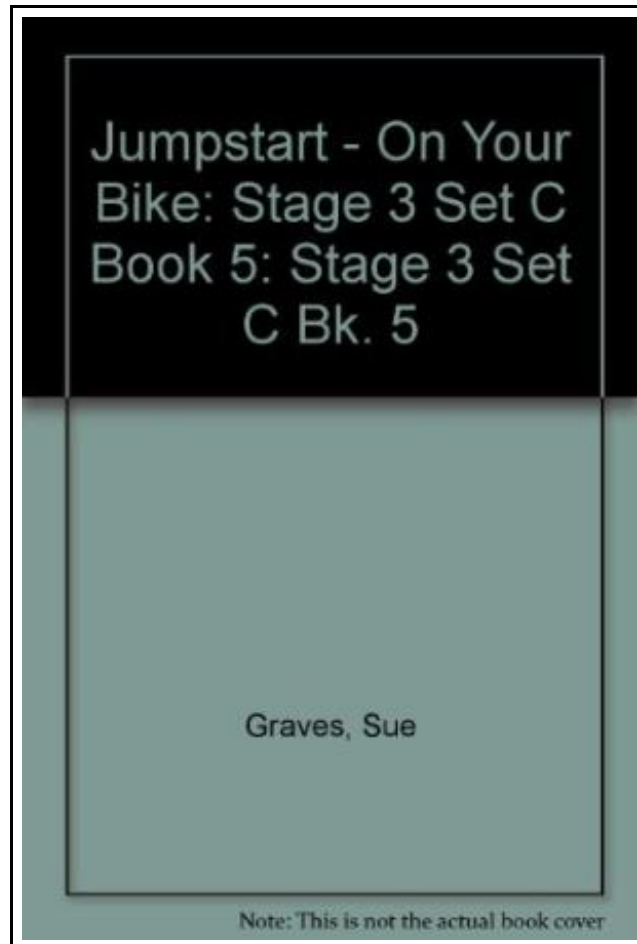 Jumpstart - On Your
Bike: Stage 3 Set C
Book 5: Stage 3 Set
C Bk. 5
Graves, Sue
Note: This is not the actual book cover